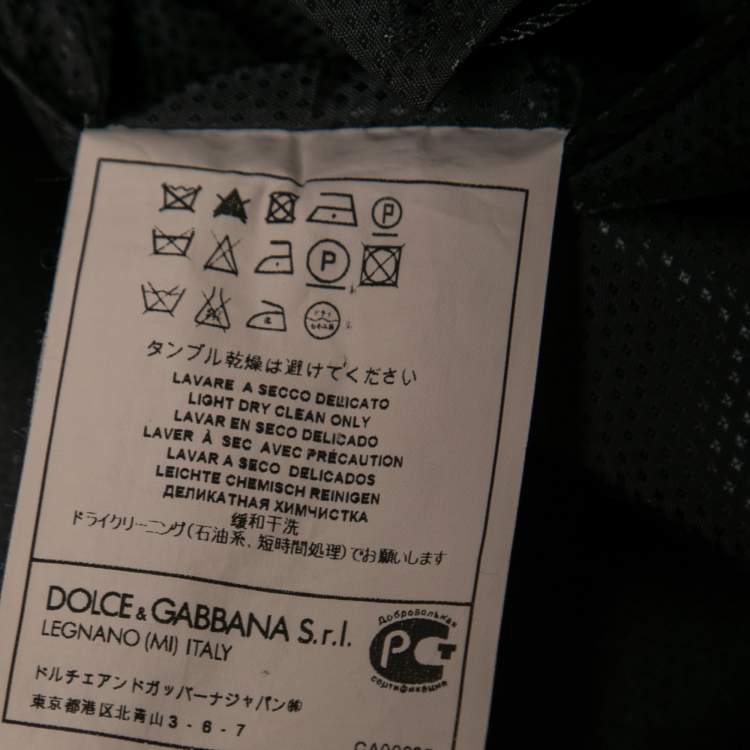 P
P
タンブル乾燥は避けてください
LAVARE A SECCO DELICATO
LIGHT DRY CLEAN ONLY
LAVAR EN SECO DELICADO
LAVER À SEC AVEC PRÉCAUTION
LAVAR A SECO DELICADOS
LEICHTE CHEMISCH REINIGEN
ДЕЛИКАТНАЯ ХИМЧИСТКА
缓和干洗
ドライクリーニング(石油系、短時間処理)でお願いします
DOLCE & GABBANA S.r.l.
LEGNANO (MI) ITALY
Добровольная
РСТ
сертификация
ドルチェアンドガッバーナジャパン㈱
東京都港区北青山3-6-7